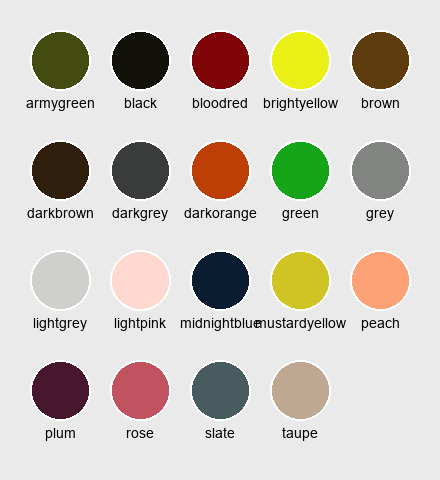 armygreen black bloodred brightyellow brown
darkbrown darkgrey darkorange green grey
lightgrey lightpink midnightblue mustardyellow peach
plum rose slate taupe